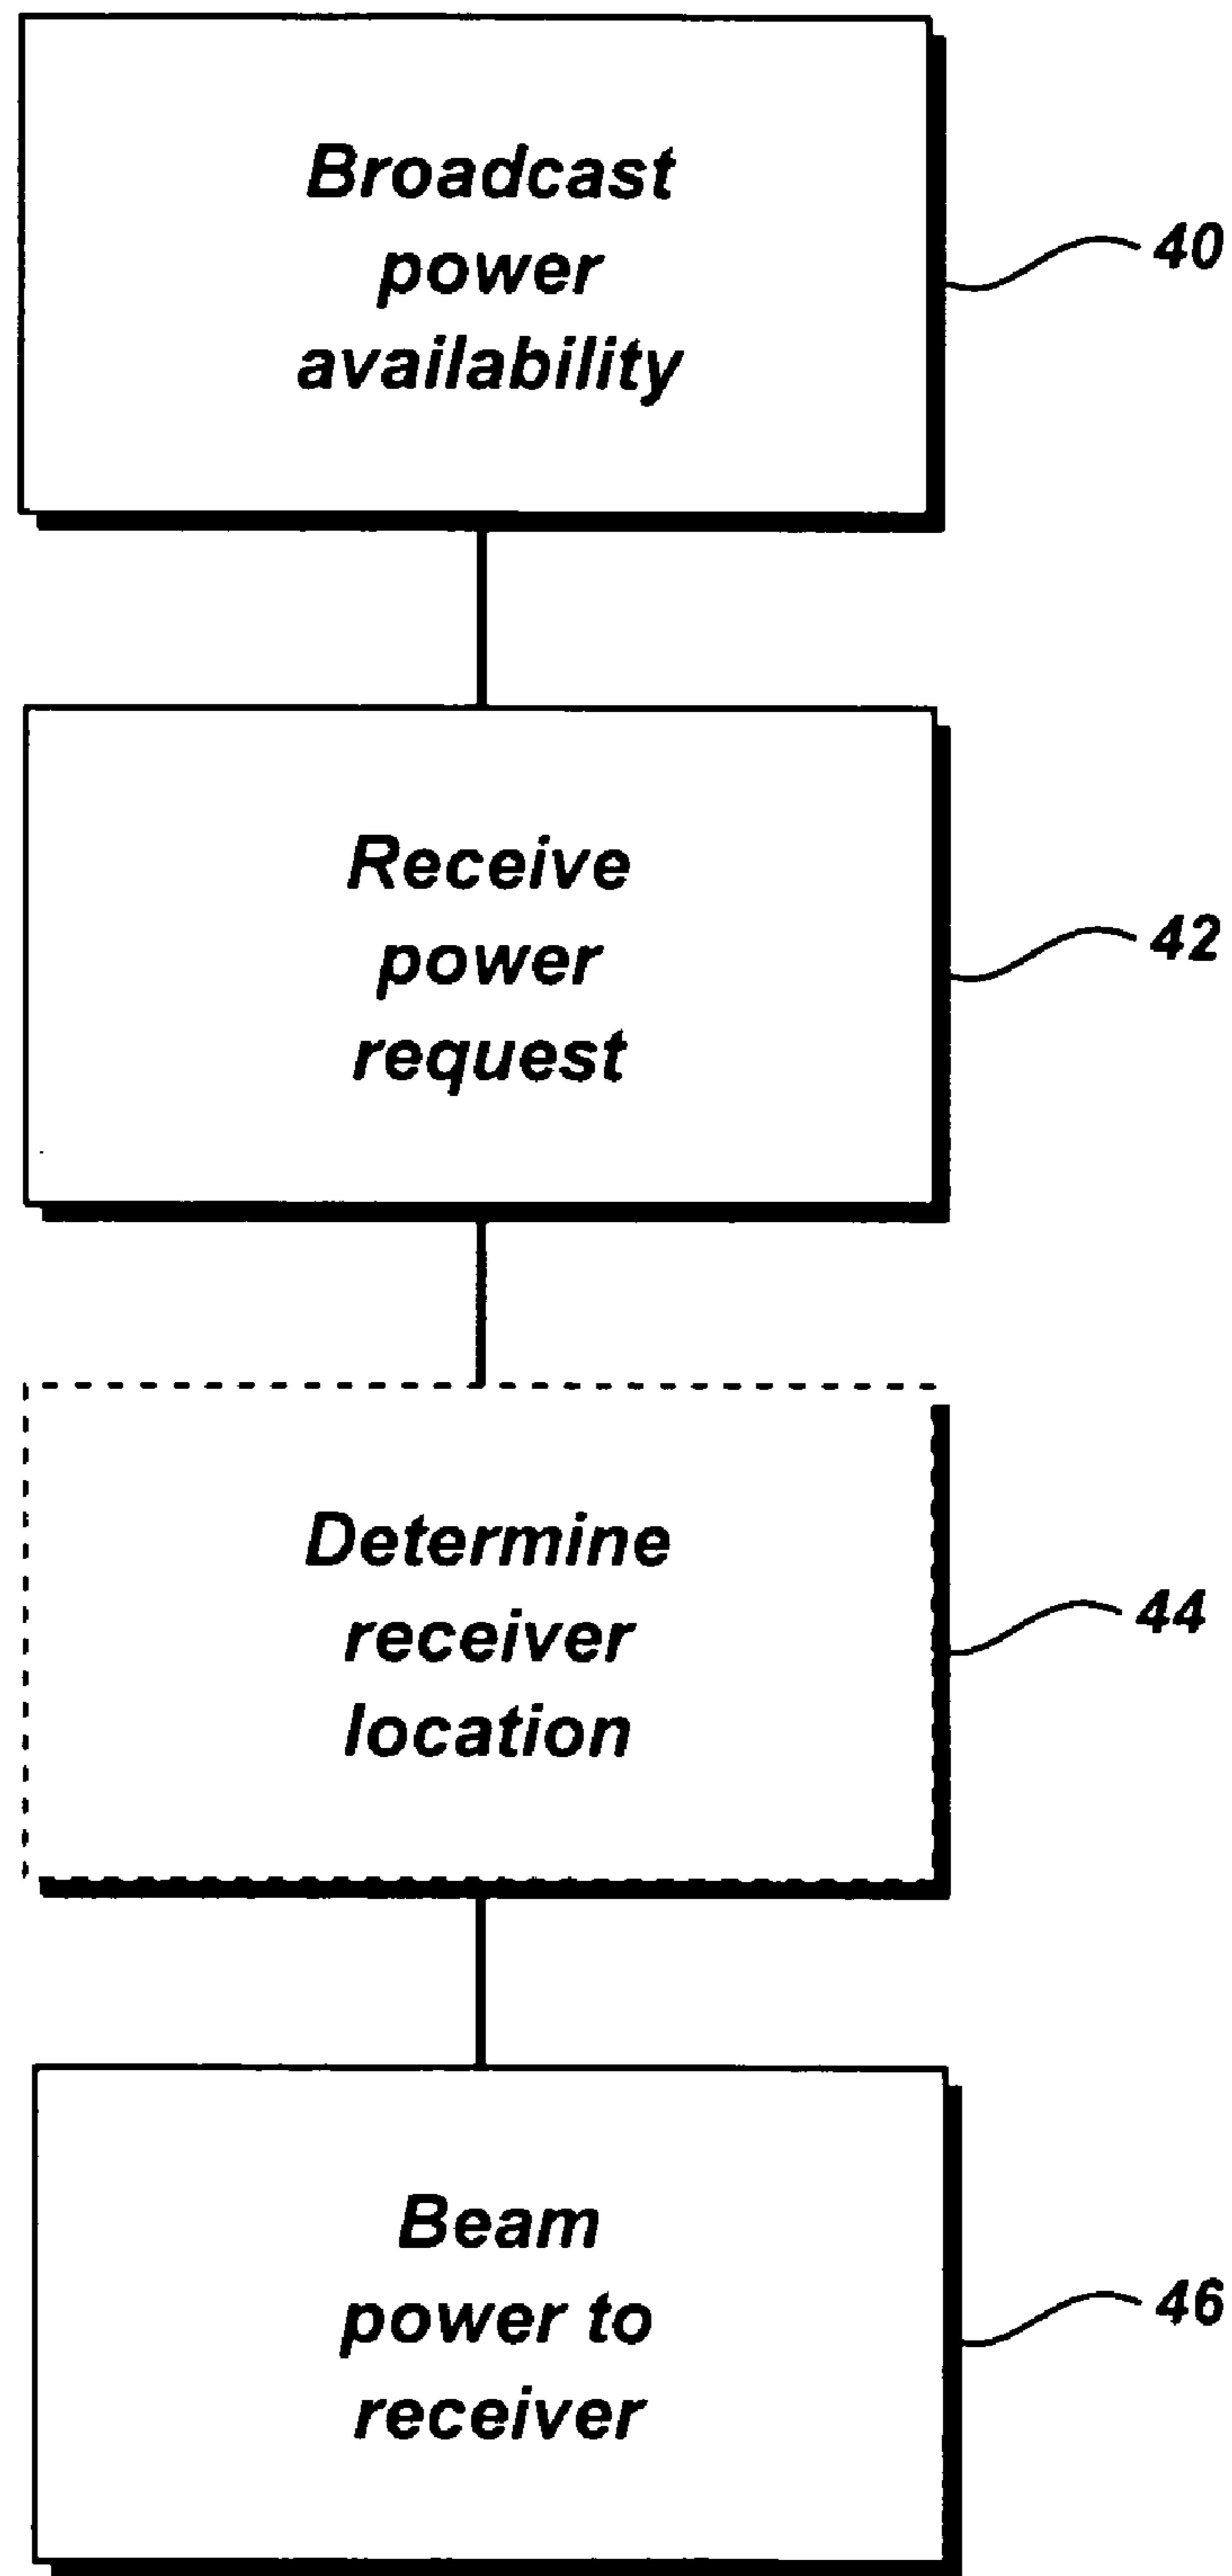 Broadcast
power
availability
40
Receive
power
request
42
Determine
receiver
location
44
Beam
power to
receiver
46